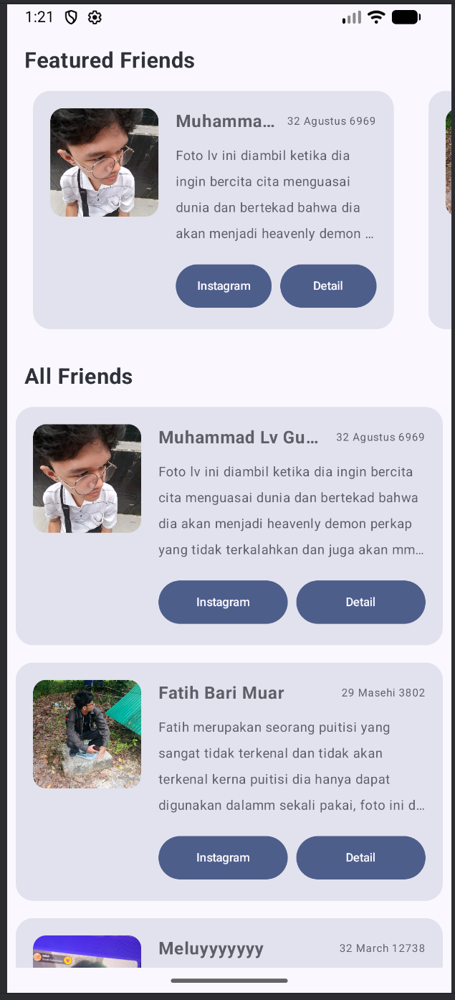 1:21
Featured Friends
Muhamma… 32 Agustus 6969
Foto lv ini diambil ketika dia
ingin bercita cita menguasai
dunia dan bertekad bahwa dia
akan menjadi heavenly demon …
Instagram Detail
All Friends
Muhammad Lv Gu… 32 Agustus 6969
Foto lv ini diambil ketika dia ingin bercita
cita menguasai dunia dan bertekad bahwa
dia akan menjadi heavenly demon perkap
yang tidak terkalahkan dan juga akan mm…
Instagram Detail
Fatih Bari Muar 29 Masehi 3802
Fatih merupakan seorang puitisi yang
sangat tidak terkenal dan tidak akan
terkenal kerna puitisi dia hanya dapat
digunakan dalamm sekali pakai, foto ini d…
Instagram Detail
Meluyyyyyyy 32 March 12738